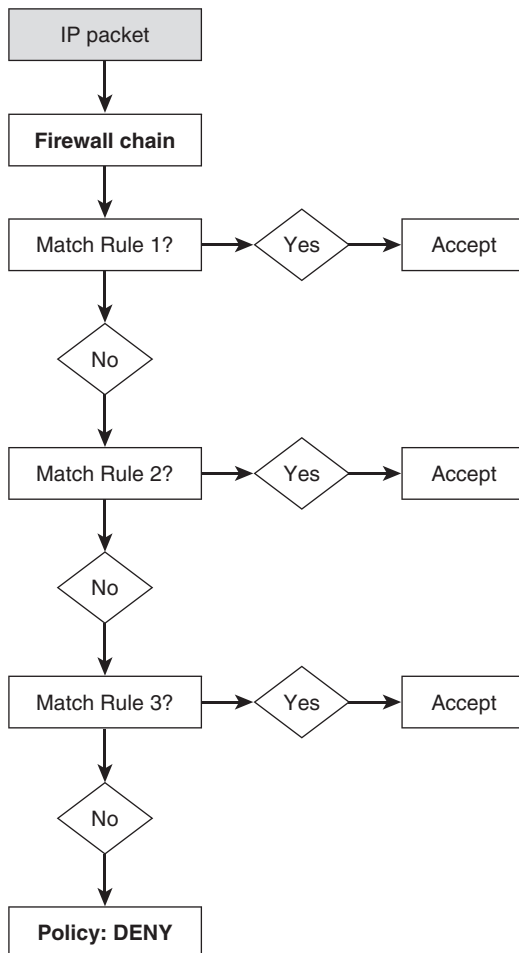 IP packet
Firewall chain
Match Rule 1?
Yes
Accept
No
Match Rule 2?
Yes
Accept
No
Match Rule 3?
Yes
Accept
No
Policy: DENY